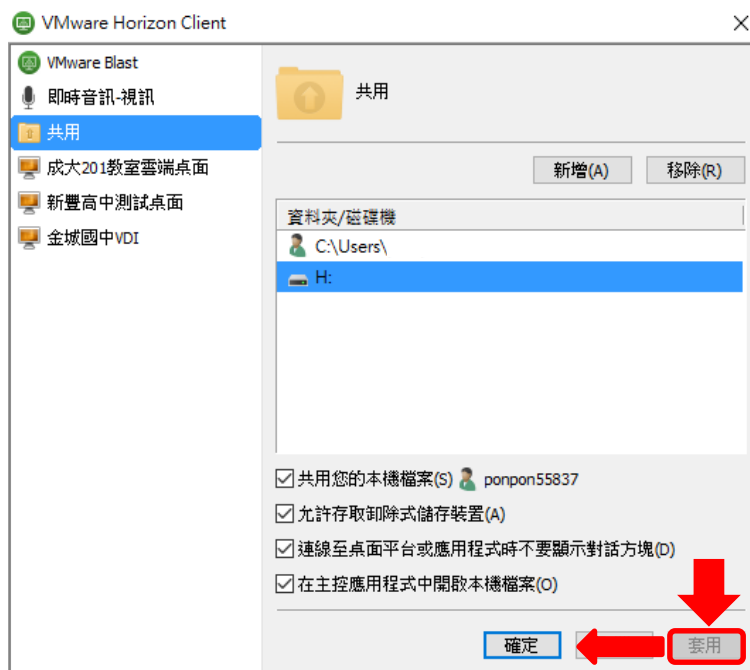 VMware Horizon Client
VMware Blast
即時音訊-視訊
共用
成大201教室雲端桌面
新豐高中測試桌面
金城國中VDI
共用
新增(A)
移除(R)
資料夾/磁碟機
C:\Users\
H:
共用您的本機檔案(S) ponpon55837
允許存取卸除式儲存裝置(A)
連線至桌面平台或應用程式時不要顯示對話方塊(D)
在主控應用程式中開啟本機檔案(O)
確定
套用